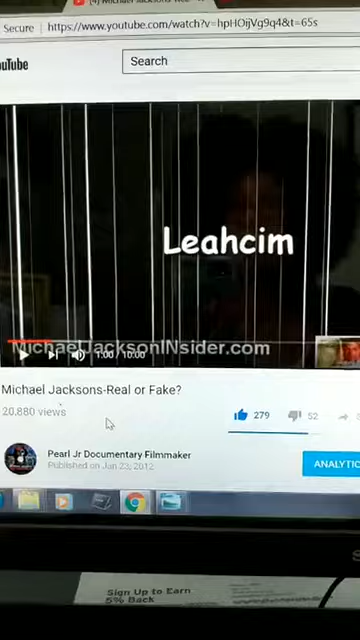 Secure | https://www.youtube.com/watch?v=hpHOijVg9q4&t=65s
ouTube
Search
Leahcim
MichaelJacksonInsider.com
1:00 / 10:00
Michael Jacksons-Real or Fake?
20,880 views
279
52
Pearl Jr Documentary Filmmaker
Published on Jan 23, 2012
ANALYTIC
Sign Up to Earn
5% Back